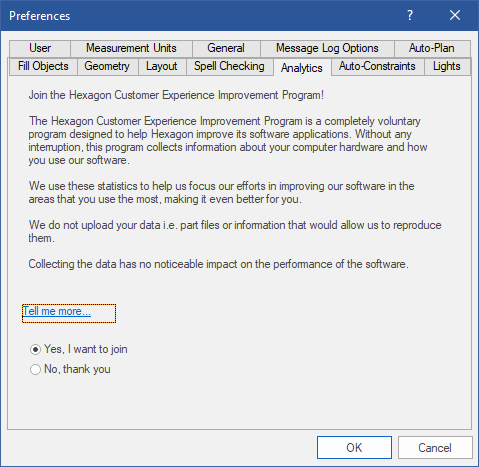 Preferences
?
User Measurement Units General Message Log Options Auto-Plan
Fill Objects Geometry Layout Spell Checking Analytics Auto-Constraints Lights
Join the Hexagon Customer Experience Improvement Program!
The Hexagon Customer Experience Improvement Program is a completely voluntary
program designed to help Hexagon improve its software applications. Without any
interruption, this program collects information about your computer hardware and how
you use our software.
We use these statistics to help us focus our efforts in improving our software in the
areas that you use the most, making it even better for you.
We do not upload your data i.e. part files or information that would allow us to reproduce
them.
Collecting the data has no noticeable impact on the performance of the software.
Tell me more...
Yes, I want to join
No, thank you
OK Cancel